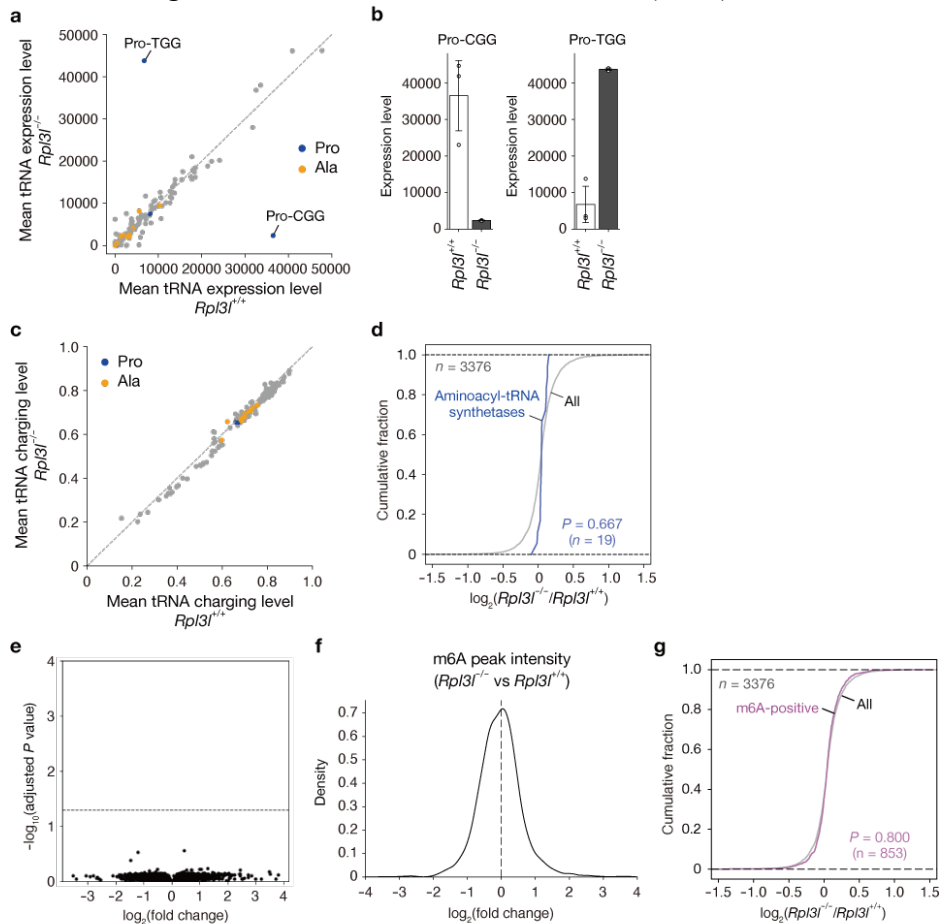 a
Pro-TGG
Mean tRNA expression level
Rpl3l-/-
50000
40000
30000
20000
10000
0
Pro
Ala
Pro-CGG
0
10000 20000 30000 40000 50000
Mean tRNA expression level
Rpl3l+/+
b
Pro-CGG
Expression level
40000
30000
20000
10000
0
Rpl3l+/+
Rpl3l-/-
Pro-TGG
Expression level
40000
30000
20000
10000
0
Rpl3l+/+
Rpl3l-/-
c
Mean tRNA charging level
Rpl3l-/-
1.0
0.8
0.6
0.4
0.2
0
Pro
Ala
0 0.2 0.4 0.6 0.8 1.0
Mean tRNA charging level
Rpl3l+/+
d
Cumulative fraction
1.0
0.8
0.6
0.4
0.2
0
n = 3376
Aminoacyl-tRNA
synthetases
All
P = 0.667
(n = 19)
-1.5 -1.0 -0.5 0 0.5 1.0 1.5
log2(Rpl3l-/-/Rpl3l+/+)
e
-log10(adjusted P value)
4
3
2
1
0
-3 -2 -1 0 1 2 3 4
log2(fold change)
f
m6A peak intensity
(Rpl3l-/- vs Rpl3l+/+)
Density
0.7
0.6
0.5
0.4
0.3
0.2
0.1
0
-4 -3 -2 -1 0 1 2 3 4
log2(fold change)
g
Cumulative fraction
1.0
0.8
0.6
0.4
0.2
0
n = 3376
m6A-positive
All
P = 0.800
(n = 853)
-1.5 -1.0 -0.5 0 0.5 1.0 1.5
log2(Rpl3l-/-/Rpl3l+/+)